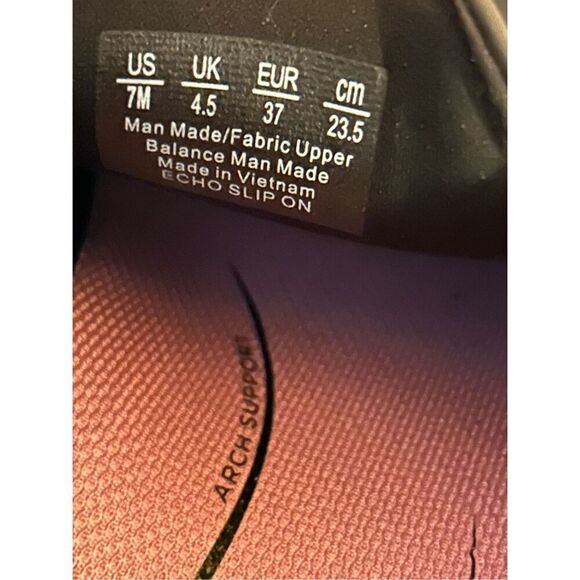 US UK EUR cm
7M 4.5 37 23.5
Man Made/Fabric Upper
Balance Man Made
Made in Vietnam
ECHO SLIP ON
ARCH SUPPORT